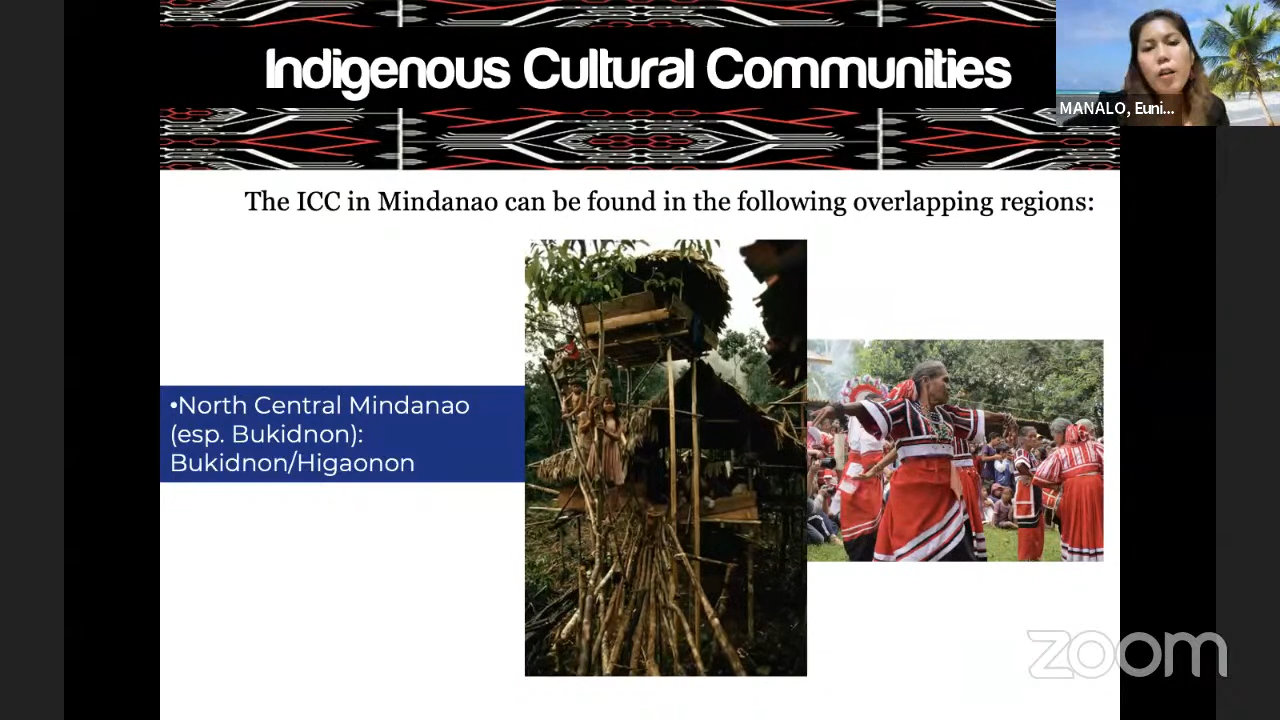 Indigenous Cultural Communities
MANALO, Euni...
The ICC in Mindanao can be found in the following overlapping regions:
•North Central Mindanao
(esp. Bukidnon):
Bukidnon/Higaonon
zoom